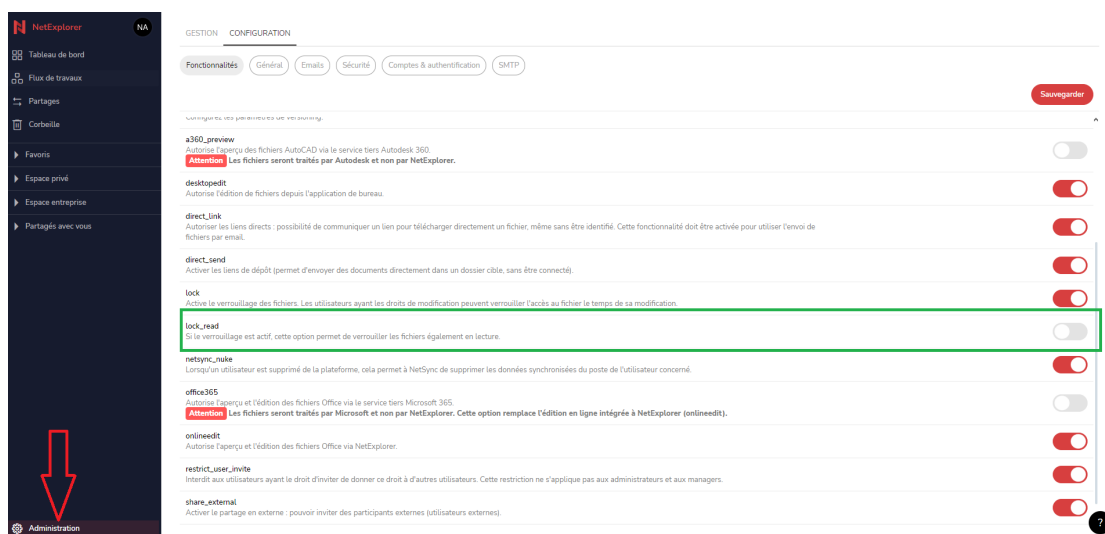 NetExplorer
NA
Tableau de bord
Flux de travaux
Partages
Corbeille
Favoris
Espace privé
Espace entreprise
Partagés avec vous
Administration
GESTION CONFIGURATION
Fonctionnalités Général Emails Sécurité Comptes & authentification SMTP
Sauvegarder
Configurez les paramètres de versioning.
a360_preview
Autorise l'aperçu des fichiers AutoCAD via le service tiers Autodesk 360.
Attention Les fichiers seront traités par Autodesk et non par NetExplorer.
desktopedit
Autorise l'édition de fichiers depuis l'application de bureau.
direct_link
Autoriser les liens directs : possibilité de communiquer un lien pour télécharger directement un fichier, même sans être identifié. Cette fonctionnalité doit être activée pour utiliser l'envoi de
fichiers par email.
direct_send
Activer les liens de dépôt (permet d'envoyer des documents directement dans un dossier cible, sans être connecté).
lock
Active le verrouillage des fichiers. Les utilisateurs ayant les droits de modification peuvent verrouiller l'accès au fichier le temps de sa modification.
lock_read
Si le verrouillage est actif, cette option permet de verrouiller les fichiers également en lecture.
netsync_nuke
Lorsqu'un utilisateur est supprimé de la plateforme, cela permet à NetSync de supprimer les données synchronisées du poste de l'utilisateur concerné.
office365
Autorise l'aperçu et l'édition des fichiers Office via le service tiers Microsoft 365.
Attention Les fichiers seront traités par Microsoft et non par NetExplorer. Cette option remplace l'édition en ligne intégrée à NetExplorer (onlineedit).
onlineedit
Autorise l'aperçu et l'édition des fichiers Office via NetExplorer.
restrict_user_invite
Interdit aux utilisateurs ayant le droit d'inviter de donner ce droit à d'autres utilisateurs. Cette restriction ne s'applique pas aux administrateurs et aux managers.
share_external
Activer le partage en externe : pouvoir inviter des participants externes (utilisateurs externes).
?